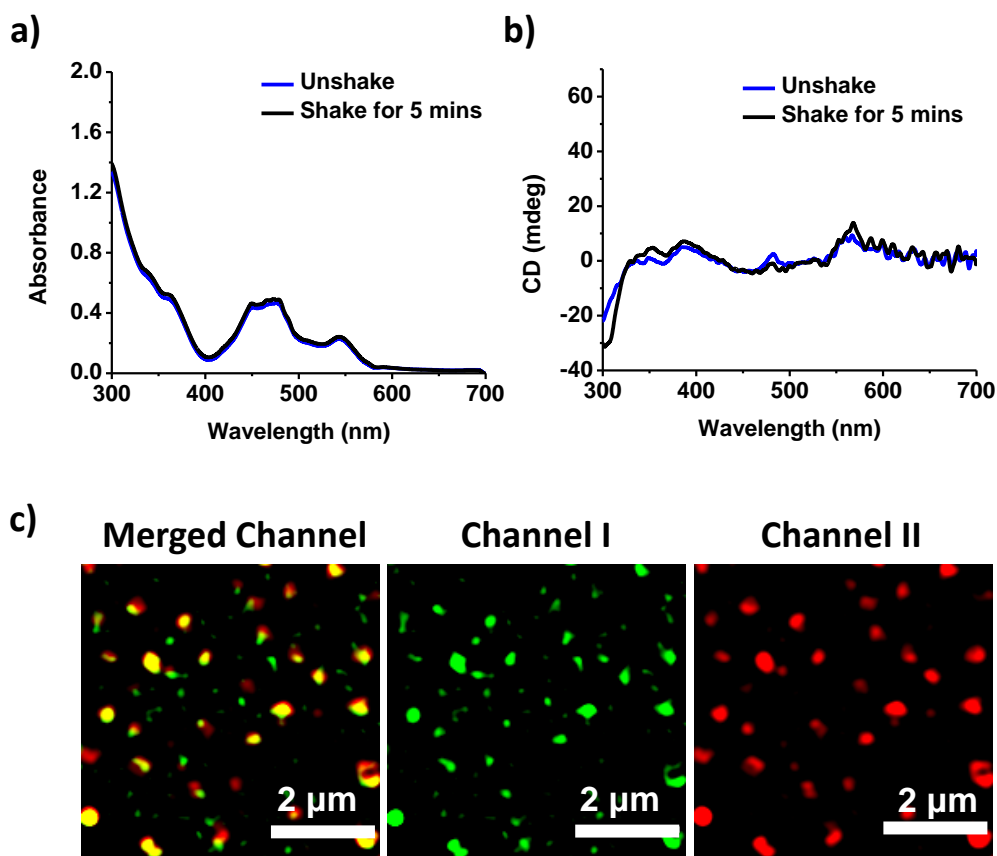 a)
Unshake
Shake for 5 mins
2.0
1.6
1.2
0.8
0.4
0.0
300 400 500 600 700
Absorbance
Wavelength (nm)
b)
Unshake
Shake for 5 mins
60
40
20
0
-20
-40
300 400 500 600 700
CD (mdeg)
Wavelength (nm)
c)
Merged Channel Channel I Channel II
2 µm 2 µm 2 µm